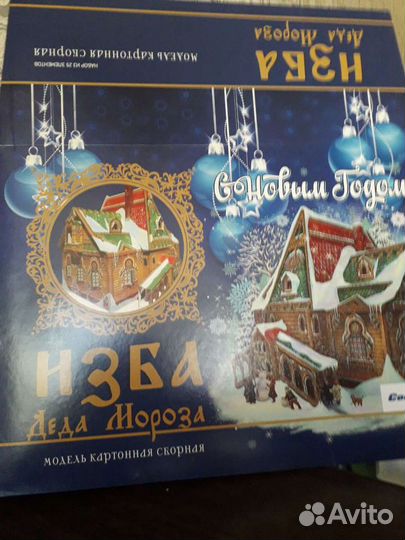 ИЗБА
Деда Мороза
МОДЕЛЬ КАРТОННАЯ СБОРНАЯ
НАБОР ИЗ 25 ЭЛЕМЕНТОВ
С Новым Годом
ИЗБА
Деда Мороза
МОДЕЛЬ КАРТОННАЯ СБОРНАЯ
Avito